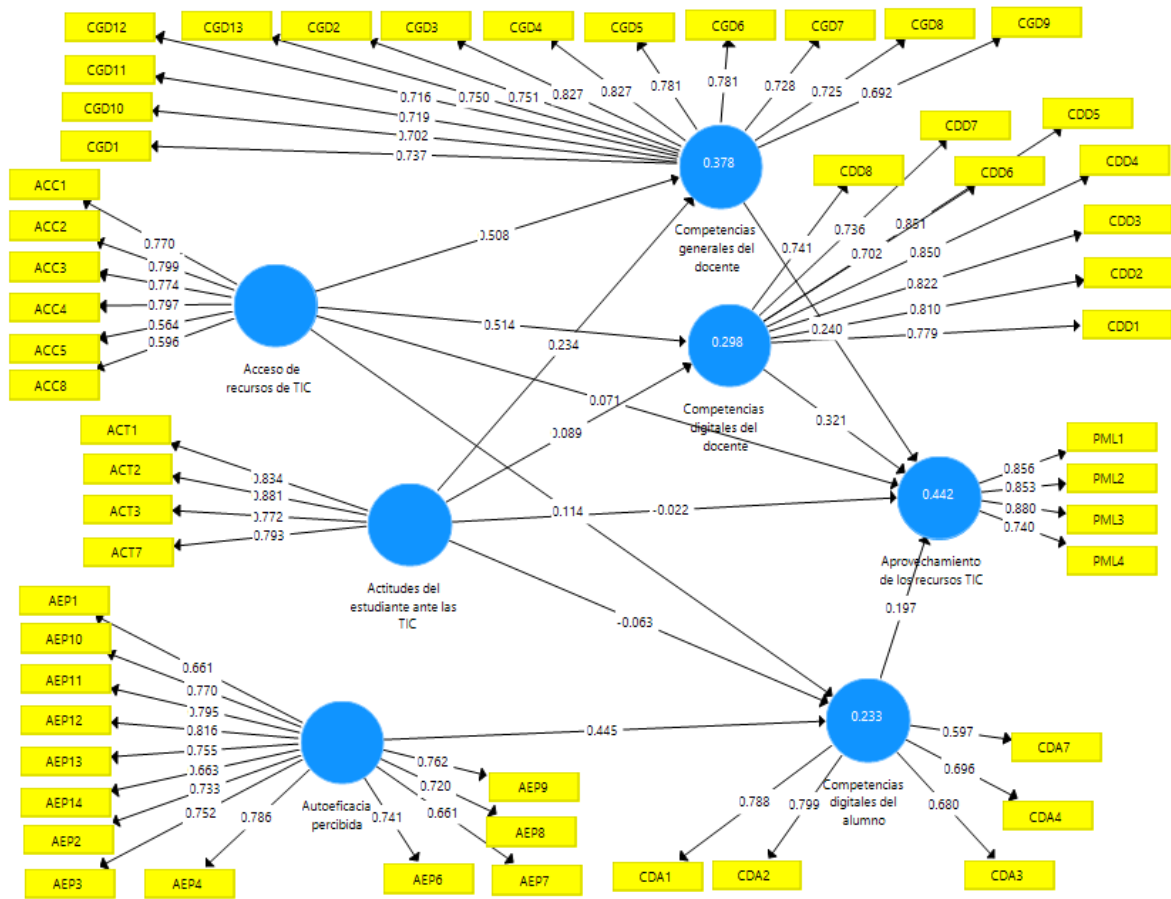 CGD12
CGD13
CGD2
CGD3
CGD4
CGD5
CGD6
CGD7
CGD8
CGD9
CGD11
CGD10
CGD1
0.716
0.750
0.751
0.827
0.827
0.781
0.781
0.728
0.725
0.692
0.719
0.702
0.737
0.378
Competencias
generales del
docente
CDD8
CDD7
CDD6
CDD5
CDD4
CDD3
CDD2
CDD1
0.741
0.736
0.702
0.851
0.850
0.822
0.810
0.779
0.298
Competencias
digitales del
docente
ACC1
ACC2
ACC3
ACC4
ACC5
ACC8
0.770
0.799
0.774
0.797
0.564
0.596
Acceso de
recursos de TIC
0.508
0.514
0.234
0.240
0.071
0.089
0.321
0.114
-0.022
-0.063
0.197
0.445
ACT1
ACT2
ACT3
ACT7
0.834
0.881
0.772
0.793
Actitudes del
estudiante ante las
TIC
0.442
Aprovechamiento
de los recursos TIC
PML1
PML2
PML3
PML4
0.856
0.853
0.880
0.740
AEP1
AEP10
AEP11
AEP12
AEP13
AEP14
AEP2
AEP3
AEP4
AEP6
AEP7
AEP8
AEP9
0.661
0.770
0.795
0.816
0.755
0.663
0.733
0.752
0.786
0.741
0.661
0.720
0.762
Autoeficacia
percibida
0.233
Competencias
digitales del
alumno
CDA1
CDA2
CDA3
CDA4
CDA7
0.788
0.799
0.680
0.696
0.597